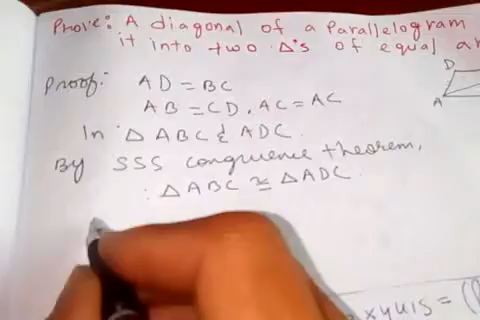 Prove: A diagonal of a Parallelogram,
it into two Δ's of equal
Proof: AD = BC
AB = CD, AC = AC
In Δ ABC & ADC.
By SSS congruence theorem,
∴ Δ ABC ≅ Δ ADC.
D
A